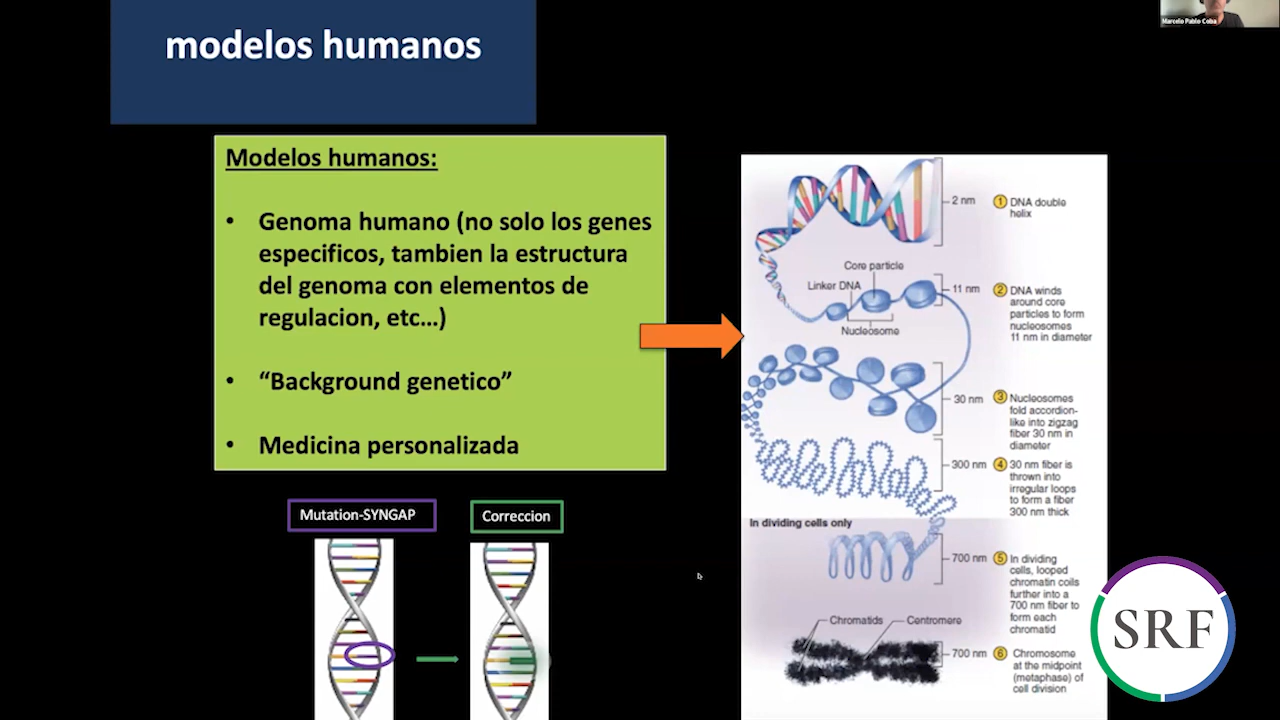 modelos humanos
Marcelo Pablo Coba
Modelos humanos:
• Genoma humano (no solo los genes
especificos, tambien la estructura
del genoma con elementos de
regulacion, etc…)
• “Background genetico”
• Medicina personalizada
Mutation-SYNGAP
Correccion
2 nm
1 DNA double
helix
Core particle
Linker DNA
Nucleosome
11 nm
2 DNA winds
around core
particles to form
nucleosomes
11 nm in diameter
30 nm
3 Nucleosomes
fold accordion-
like into zigzag
fiber 30 nm in
diameter
300 nm
4 30 nm fiber is
thrown into
irregular loops
to form a fiber
300 nm thick
In dividing cells only
700 nm
5 In dividing
cells, looped
chromatin coils
further into a
700 nm fiber to
form each
chromatid
Chromatids
Centromere
700 nm
6 Chromosome
at the midpoint
(metaphase) of
cell division
SRF